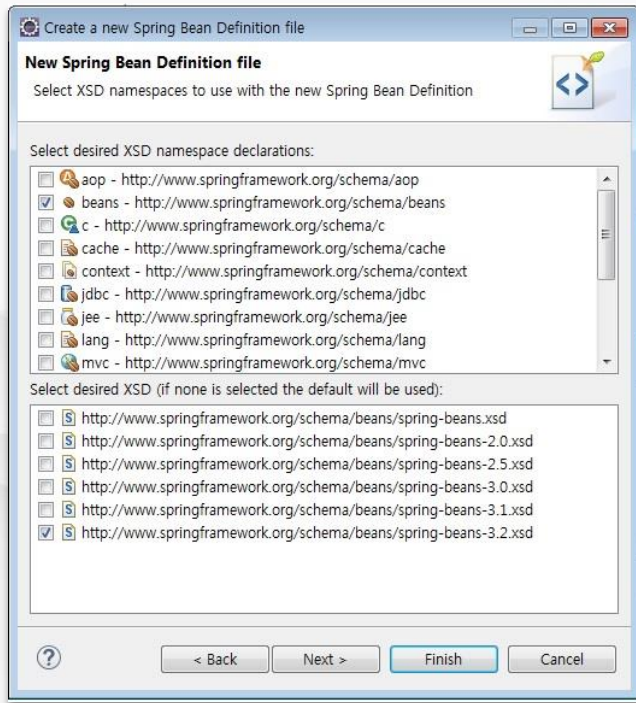 Create a new Spring Bean Definition file
New Spring Bean Definition file
Select XSD namespaces to use with the new Spring Bean Definition
Select desired XSD namespace declarations:
aop - http://www.springframework.org/schema/aop
beans - http://www.springframework.org/schema/beans
c - http://www.springframework.org/schema/c
cache - http://www.springframework.org/schema/cache
context - http://www.springframework.org/schema/context
jdbc - http://www.springframework.org/schema/jdbc
jee - http://www.springframework.org/schema/jee
lang - http://www.springframework.org/schema/lang
mvc - http://www.springframework.org/schema/mvc
Select desired XSD (if none is selected the default will be used):
http://www.springframework.org/schema/beans/spring-beans.xsd
http://www.springframework.org/schema/beans/spring-beans-2.0.xsd
http://www.springframework.org/schema/beans/spring-beans-2.5.xsd
http://www.springframework.org/schema/beans/spring-beans-3.0.xsd
http://www.springframework.org/schema/beans/spring-beans-3.1.xsd
http://www.springframework.org/schema/beans/spring-beans-3.2.xsd
< Back Next > Finish Cancel